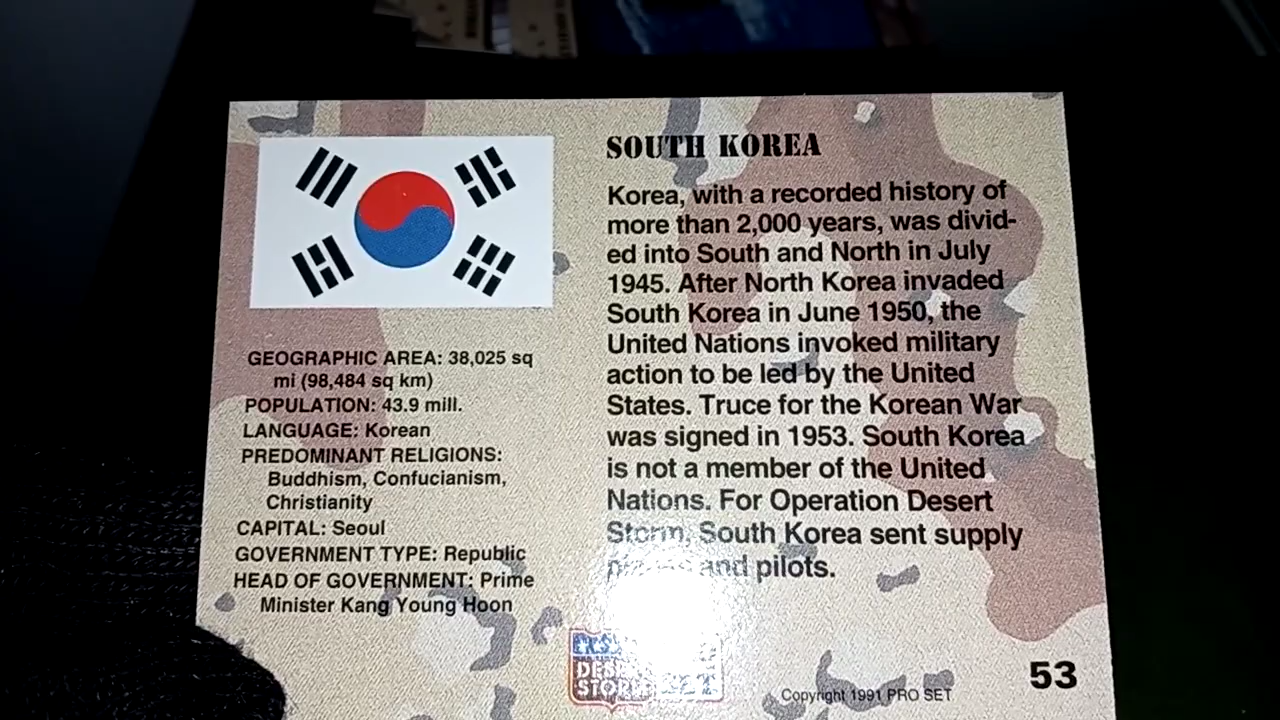 SOUTH KOREA
Korea, with a recorded history of
more than 2,000 years, was divid-
ed into South and North in July
1945. After North Korea invaded
South Korea in June 1950, the
United Nations invoked military
action to be led by the United
States. Truce for the Korean War
was signed in 1953. South Korea
is not a member of the United
Nations. For Operation Desert
Storm, South Korea sent supply
planes and pilots.
GEOGRAPHIC AREA: 38,025 sq
mi (98,484 sq km)
POPULATION: 43.9 mill.
LANGUAGE: Korean
PREDOMINANT RELIGIONS:
Buddhism, Confucianism,
Christianity
CAPITAL: Seoul
GOVERNMENT TYPE: Republic
HEAD OF GOVERNMENT: Prime
Minister Kang Young Hoon
DESERT
STORM
Copyright 1991 PRO SET
53